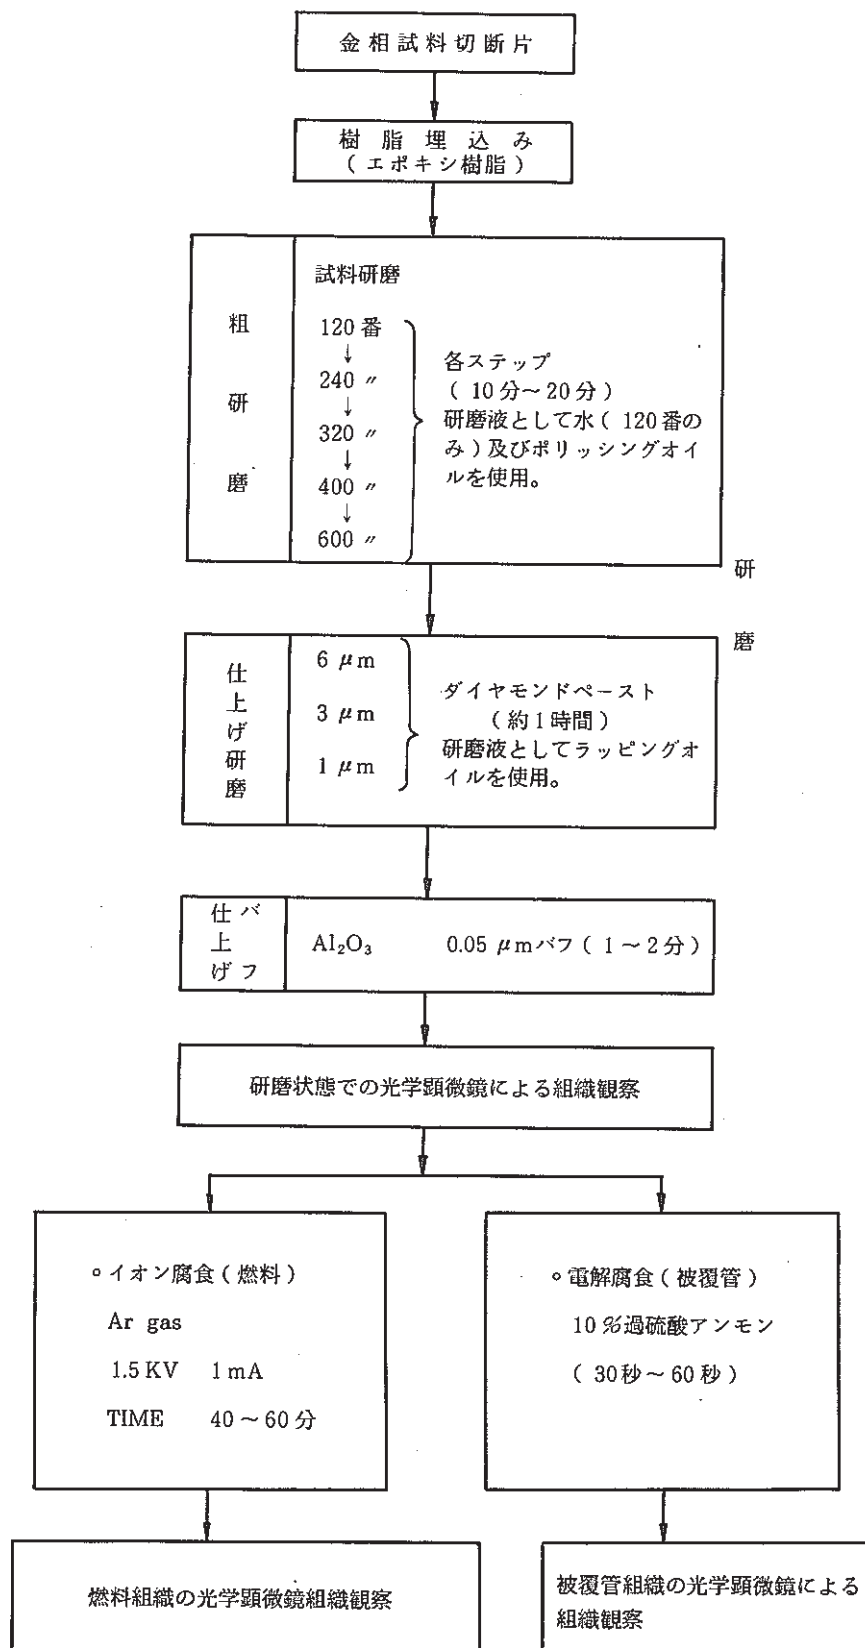 金相試料切断片
樹脂埋込み
(エポキシ樹脂)
粗研磨
試料研磨
120番
↓
240〃
↓
320〃
↓
400〃
↓
600〃
各ステップ
(10分~20分)
研磨液として水(120番の
み)及びポリッシングオイ
ルを使用。
研磨
仕上げ研磨
6 μm
3 μm
1 μm
ダイヤモンドペースト
(約1時間)
研磨液としてラッピングオ
イルを使用。
バフ
仕上げ
Al₂O₃ 0.05 μmバフ(1~2分)
研磨状態での光学顕微鏡による組織観察
°イオン腐食(燃料)
Ar gas
1.5 KV 1 mA
TIME 40~60分
°電解腐食(被覆管)
10%過硫酸アンモン
(30秒~60秒)
燃料組織の光学顕微鏡組織観察
被覆管組織の光学顕微鏡による
組織観察